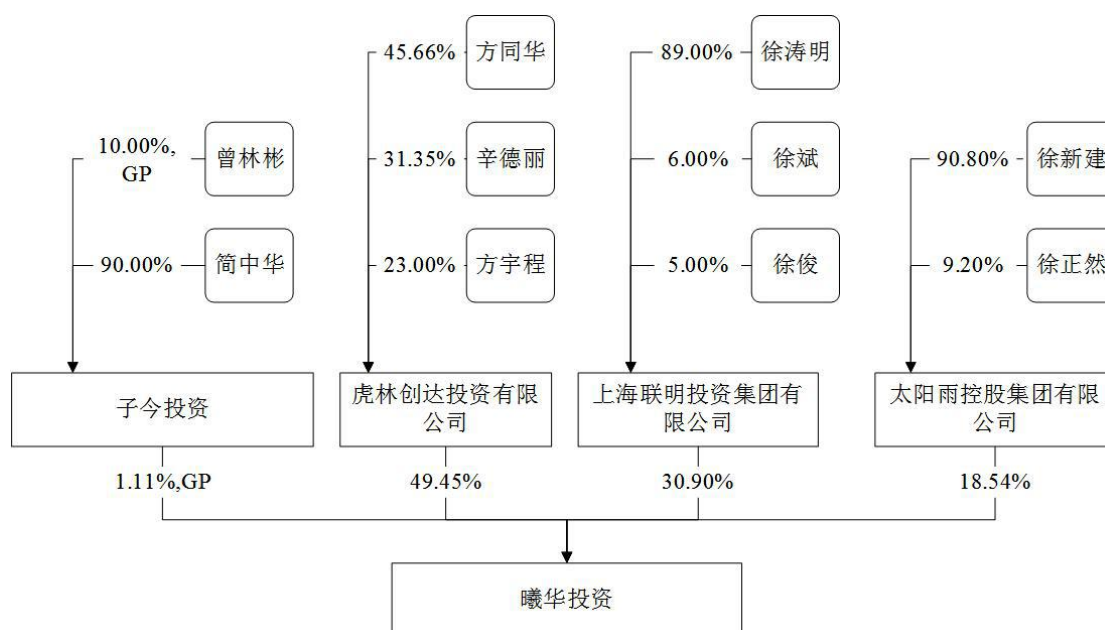 45.66%
方同华
89.00%
徐涛明
10.00%,
GP
曾林彬
31.35%
辛德丽
6.00%
徐斌
90.80%
徐新建
90.00%
简中华
23.00%
方宇程
5.00%
徐俊
9.20%
徐正然
子今投资
虎林创达投资有限
公司
上海联明投资集团有
限公司
太阳雨控股集团有限
公司
1.11%,GP
49.45%
30.90%
18.54%
曦华投资